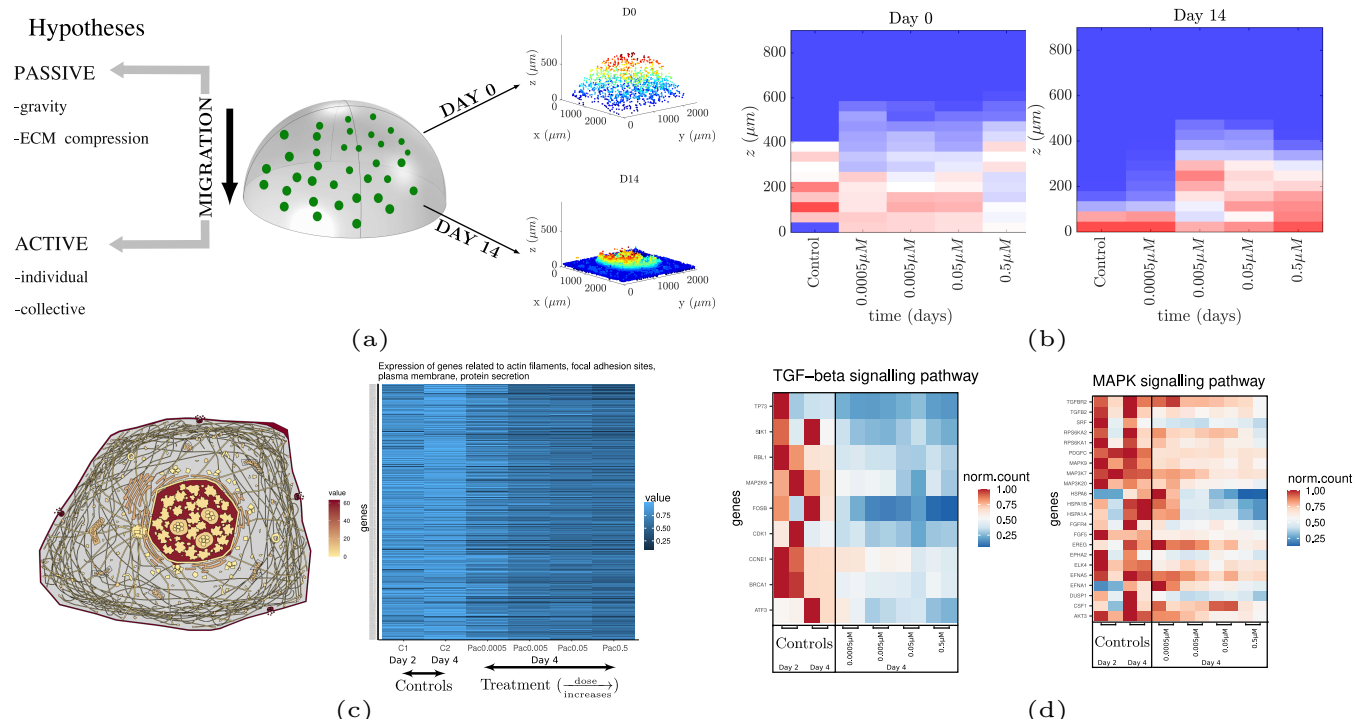 Hypotheses
PASSIVE
-gravity
-ECM compression
MIGRATION
ACTIVE
-individual
-collective
DAY 0
DAY 14
D0
z (μm)
500
0
0
1000
2000
x (μm)
0
1000
2000
y (μm)
D14
z (μm)
500
0
0
1000
2000
x (μm)
0
1000
2000
y (μm)
(a)
Day 0
z (μm)
800
600
400
200
0
Control
0.0005μM
0.005μM
0.05μM
0.5μM
Day 14
z (μm)
800
600
400
200
0
Control
0.0005μM
0.005μM
0.05μM
0.5μM
time (days)
time (days)
(b)
value
60
40
20
0
Expression of genes related to actin filaments, focal adhesion sites,
plasma membrane, protein secretion
genes
value
0.75
0.50
0.25
C1
C2
Pac0.0005
Pac0.005
Pac0.05
Pac0.5
Day 2
Day 4
Day 4
Controls
Treatment (dose increases)
(c)
TGF−beta signalling pathway
genes
TP73
SIK1
RBL1
MAP2K6
FOSB
CDK1
CCNE1
BRCA1
ATF3
norm.count
1.00
0.75
0.50
0.25
Controls
Day 2
Day 4
0.0005μM
0.005μM
0.05μM
0.5μM
Day 4
MAPK signalling pathway
genes
TGFBR2
TGFB2
SRF
RPS6KA2
RPS6KA1
PDGFC
MAPK9
MAP3K7
MAP3K20
HSPA6
HSPA1B
HSPA1A
FGFR4
FGF5
EREG
EPHA2
ELK4
EFNA5
EFNA1
DUSP1
CSF1
AKT3
norm.count
1.00
0.75
0.50
0.25
Controls
Day 2
Day 4
0.0005μM
0.005μM
0.05μM
0.5μM
Day 4
(d)